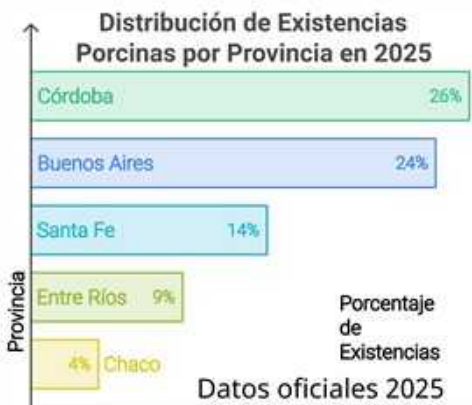 Distribución de Existencias
Porcinas por Provincia en 2025
Córdoba 26%
Buenos Aires 24%
Santa Fe 14%
Entre Ríos 9%
4% Chaco
Provincia
Porcentaje
de
Existencias
Datos oficiales 2025